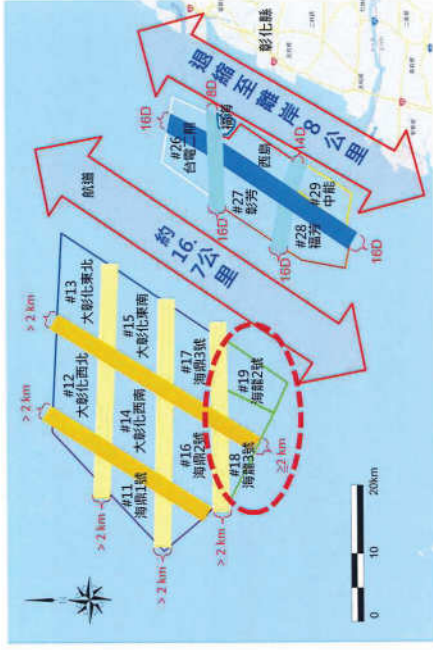 N
> 2 km
> 2 km
#13
大彰化東北
#12
大彰化西北
#15
大彰化東南
#14
大彰化西南
#11
海鼎1號
#17
海鼎3號
#16
海鼎2號
#19
海龍2號
#18
海龍3號
> 2 km
> 2 km
> 2 km
≧2 km
航道
約16.7公里
退縮至離岸 8 公里
16D
#26
台電二期
8D
福海
#27
彰芳
西島
16D
14D
#29
中能
#28
福芳
16D
16D
彰化縣
0
10
20km